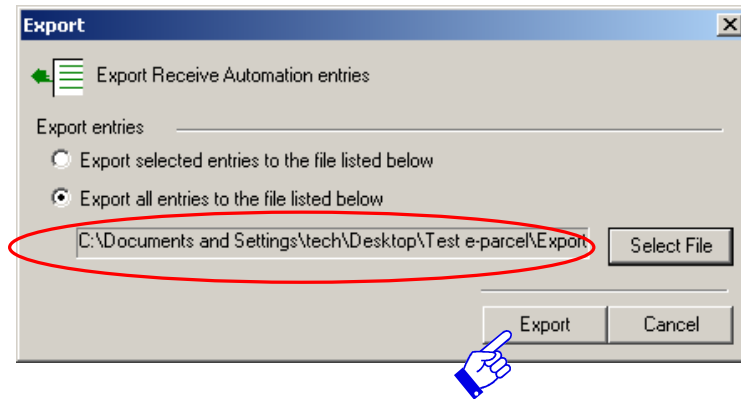 Export
Export Receive Automation entries
Export entries
Export selected entries to the file listed below
Export all entries to the file listed below
C:\Documents and Settings\tech\Desktop\Test e-parcel\Export
Select File
Export
Cancel